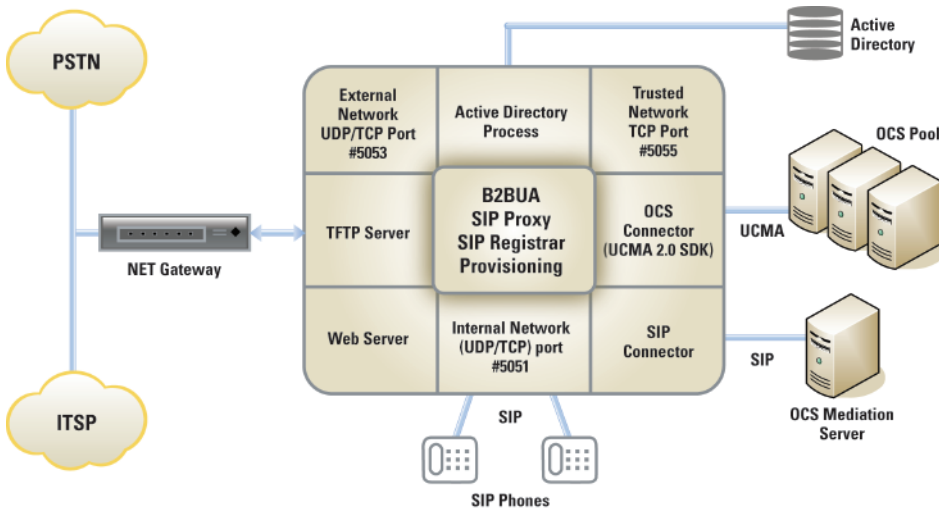 PSTN
Active
Directory
External
Network
UDP/TCP Port
#5053
Active Directory
Process
Trusted
Network
TCP Port
#5055
OCS Pool
B2BUA
SIP Proxy
SIP Registrar
Provisioning
TFTP Server
OCS
Connector
(UCMA 2.0 SDK)
UCMA
NET Gateway
Web Server
Internal Network
(UDP/TCP) port
#5051
SIP
Connector
SIP
OCS Mediation
Server
ITSP
SIP
SIP Phones